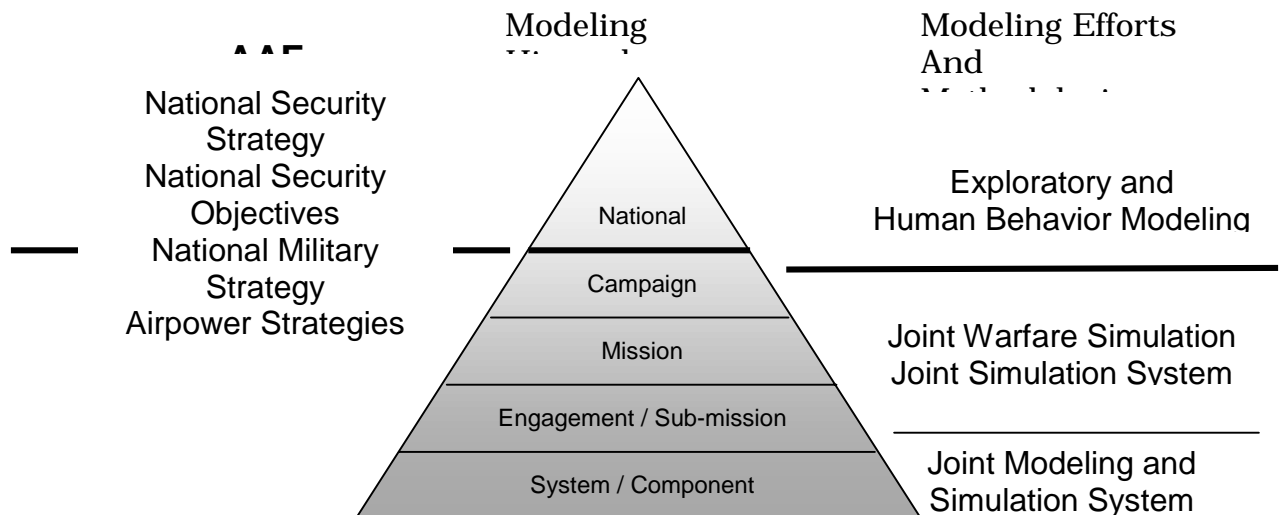 Modeling
National Security
Strategy
National Security
Objectives
National Military
Strategy
Airpower Strategies
National
Campaign
Mission
Engagement / Sub-mission
System / Component
Modeling Efforts
And
Exploratory and
Human Behavior Modeling
Joint Warfare Simulation
Joint Simulation System
Joint Modeling and
Simulation System